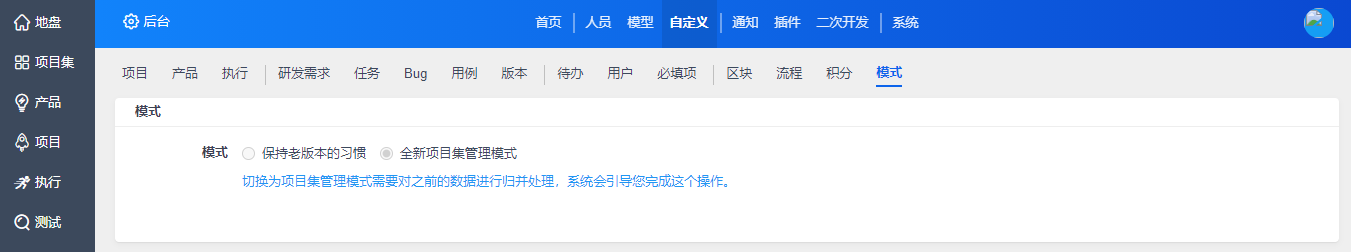 地盘
项目集
产品
项目
执行
测试
后台
首页 人员 模型 自定义 通知 插件 二次开发 系统
项目 产品 执行 研发需求 任务 Bug 用例 版本 待办 用户 必填项 区块 流程 积分 模式
模式
模式 保持老版本的习惯 全新项目集管理模式
切换为项目集管理模式需要对之前的数据进行归并处理，系统会引导您完成这个操作。